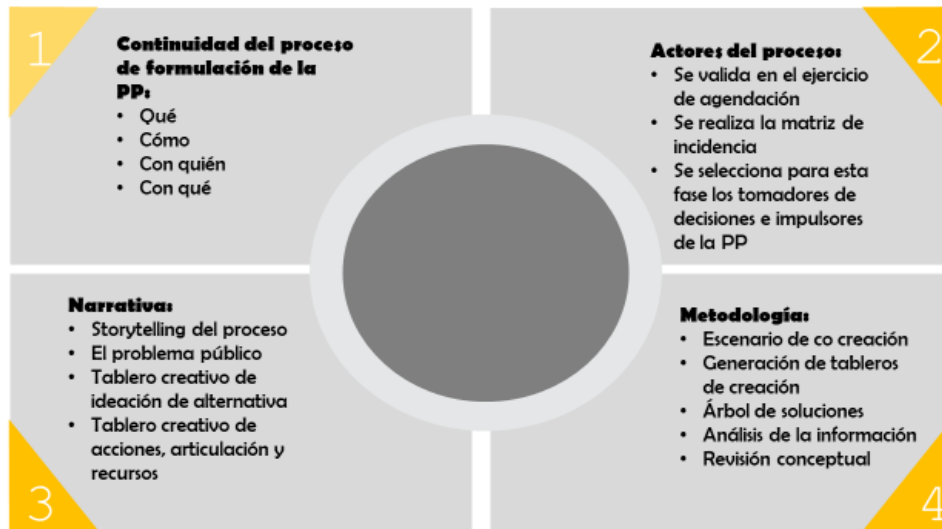 1
Continuidad del proceso
de formulación de la
PP:
• Qué
• Cómo
• Con quién
• Con qué
2
Actores del proceso:
• Se valida en el ejercicio
de agendación
• Se realiza la matriz de
incidencia
• Se selecciona para esta
fase los tomadores de
decisiones e impulsores
de la PP
3
Narrativa:
• Storytelling del proceso
• El problema público
• Tablero creativo de
ideación de alternativa
• Tablero creativo de
acciones, articulación y
recursos
4
Metodología:
• Escenario de co creación
• Generación de tableros
de creación
• Árbol de soluciones
• Análisis de la información
• Revisión conceptual